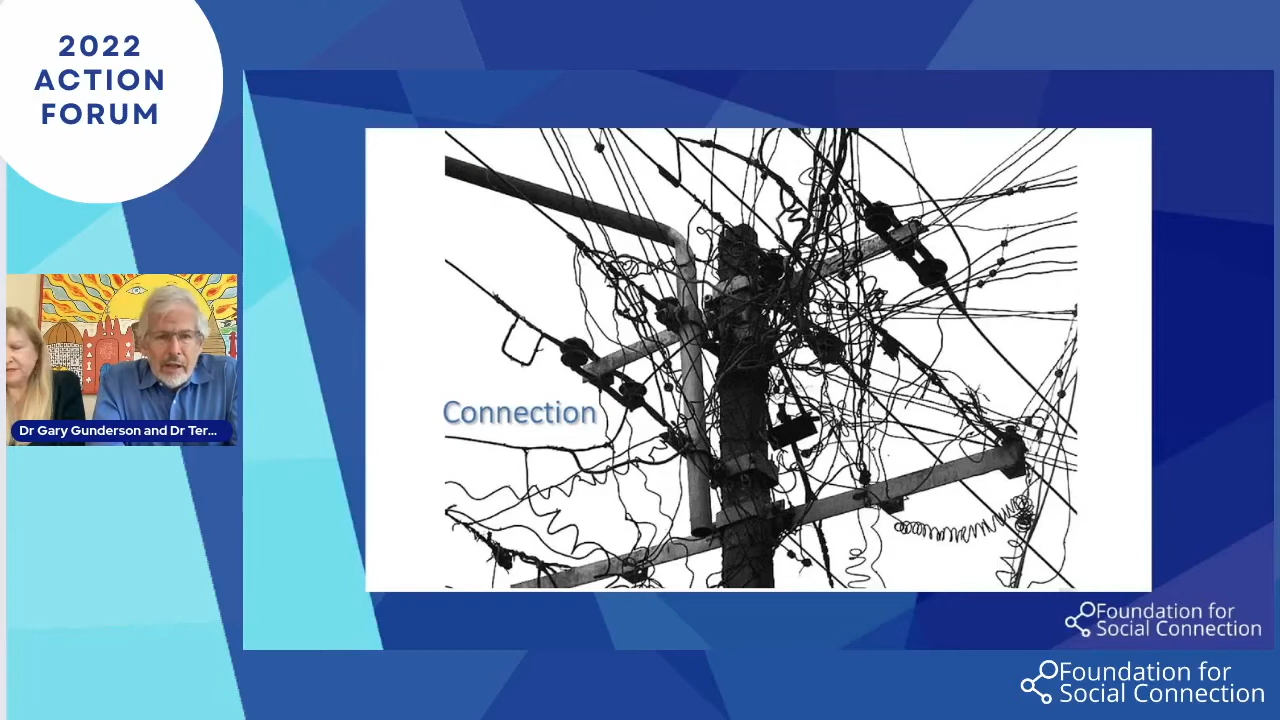 2022
ACTION
FORUM
Connection
Dr Gary Gunderson and Dr Ter...
Foundation for
Social Connection
Foundation for
Social Connection